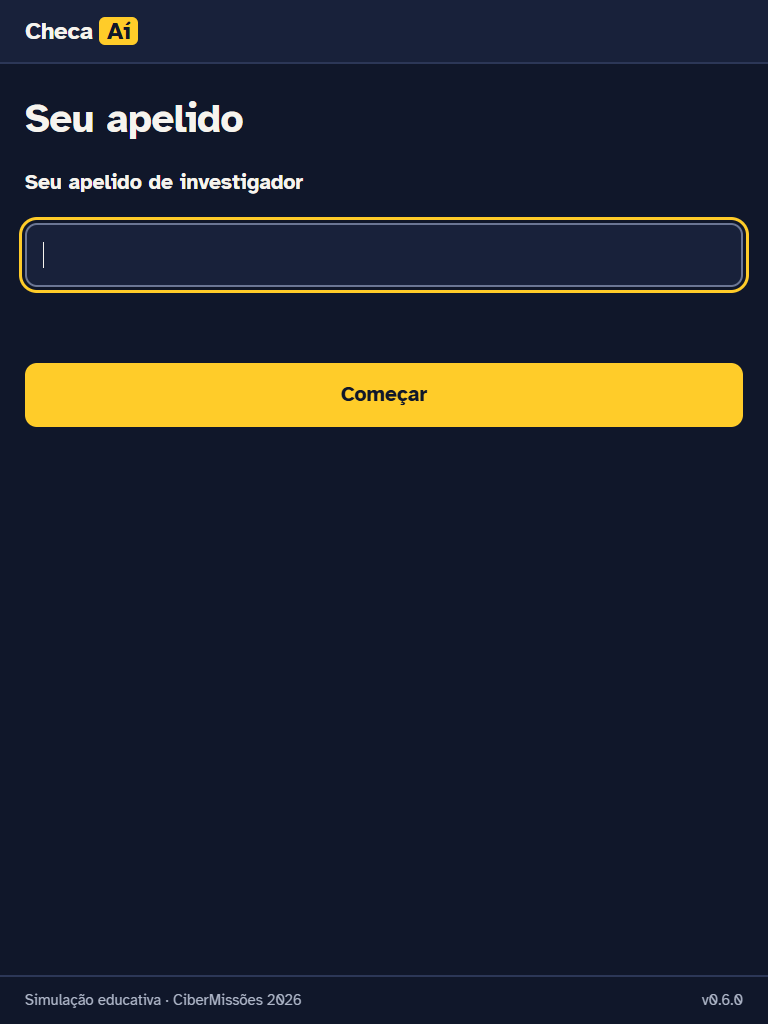 Checa Aí
Seu apelido
Seu apelido de investigador
Começar
Simulação educativa · CiberMissões 2026
v0.6.0